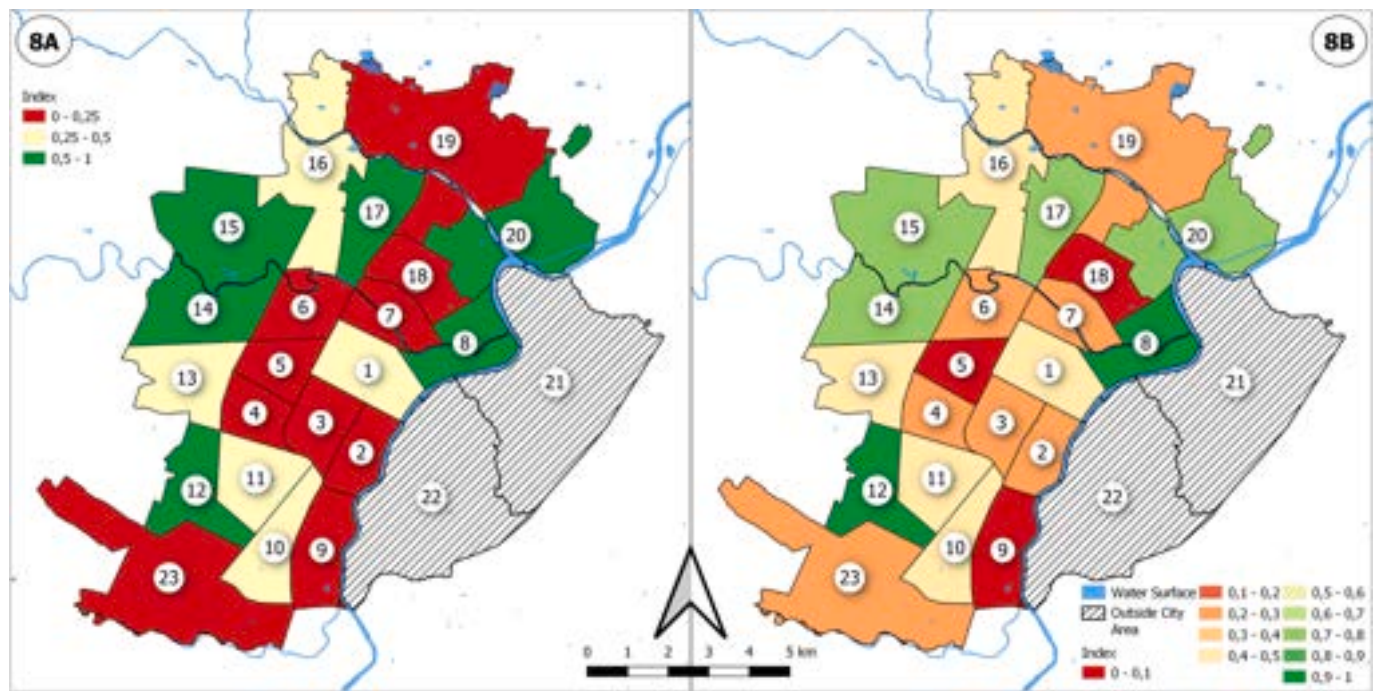 8A
Index
0 - 0,25
0,25 - 0,5
0,5 - 1
19
16
17
15
20
18
14
6
7
8
5
1
13
21
4
3
2
11
12
22
10
9
23
0 1 2 3 4 5 km
8B
19
16
17
15
20
18
14
6
7
8
5
1
13
21
4
3
2
11
12
22
10
9
23
Water Surface
Outside City
Area
Index
0 - 0,1
0,1 - 0,2
0,2 - 0,3
0,3 - 0,4
0,4 - 0,5
0,5 - 0,6
0,6 - 0,7
0,7 - 0,8
0,8 - 0,9
0,9 - 1